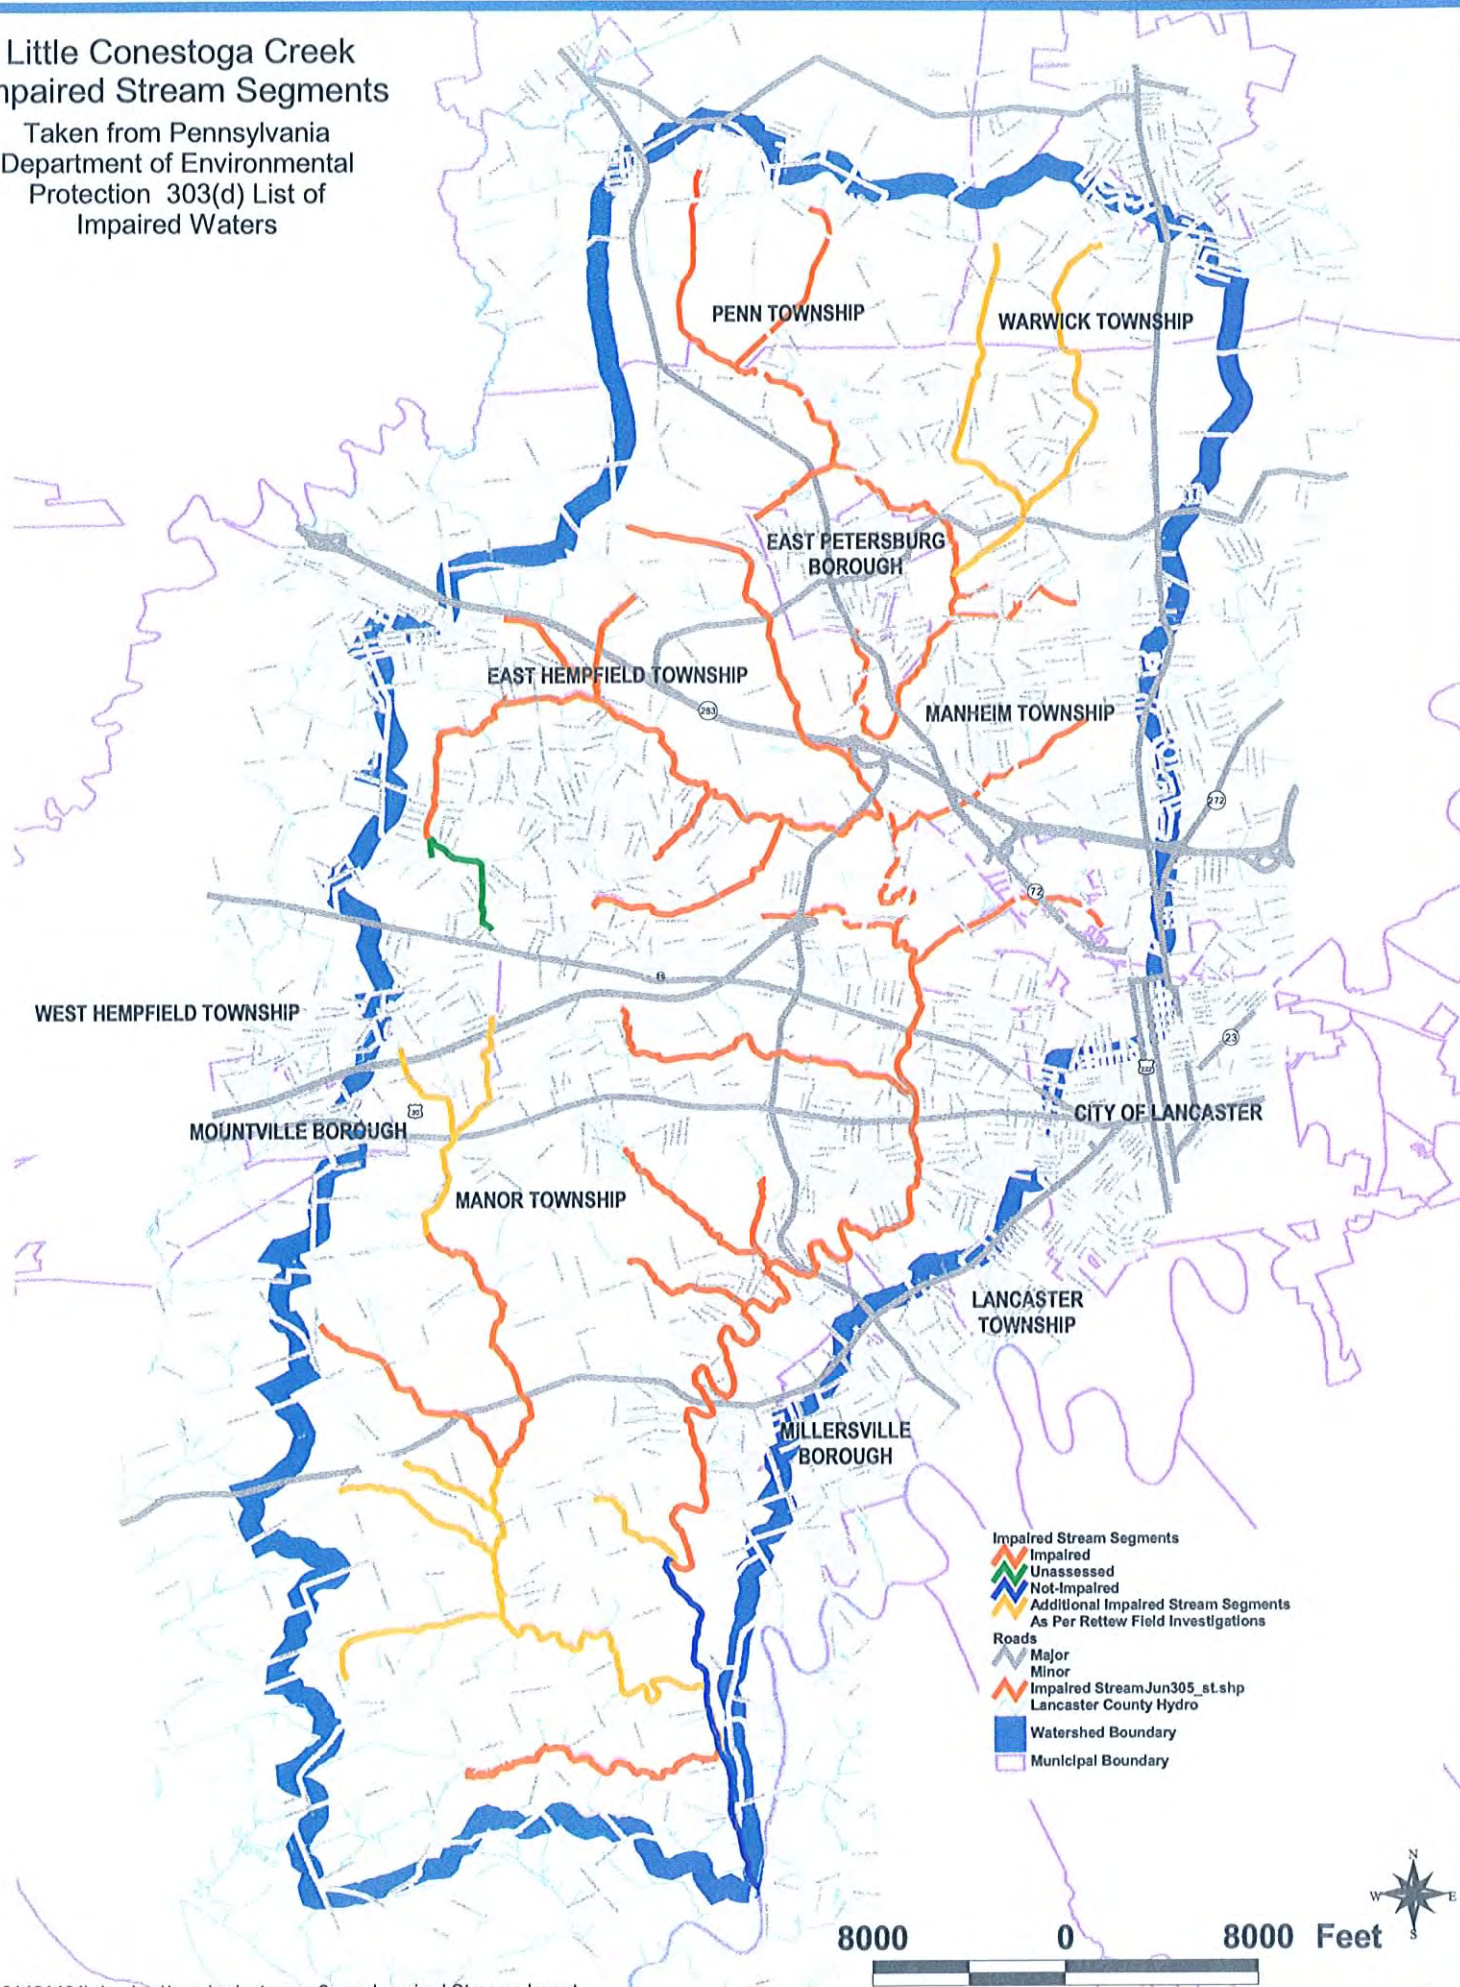 Little Conestoga Creek
mpaired Stream Segments
Taken from Pennsylvania
Department of Environmental
Protection 303(d) List of
Impaired Waters
PENN TOWNSHIP
WARWICK TOWNSHIP
EAST PETERSBURG
BOROUGH
EAST HEMPFIELD TOWNSHIP
283
MANHEIM TOWNSHIP
272
72
WEST HEMPFIELD TOWNSHIP
23
222
30
CITY OF LANCASTER
MOUNTVILLE BOROUGH
MANOR TOWNSHIP
LANCASTER
TOWNSHIP
MILLERSVILLE
BOROUGH
Impaired Stream Segments
Impaired
Unassessed
Not-Impaired
Additional Impaired Stream Segments
As Per Rettew Field Investigations
Roads
Major
Minor
Impaired StreamJun305_st.shp
Lancaster County Hydro
Watershed Boundary
Municipal Boundary
N
W
E
S
8000 0 8000 Feet